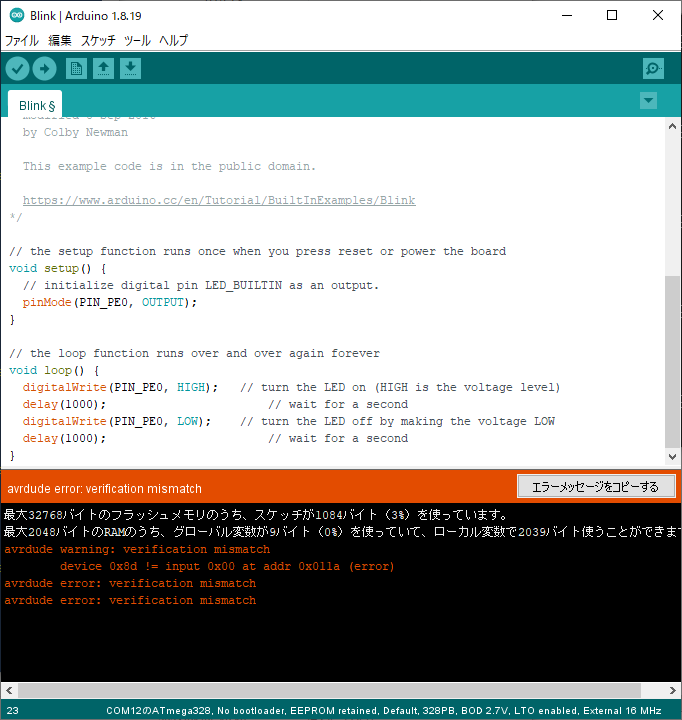 Blink | Arduino 1.8.19
ファイル 編集 スケッチ ツール ヘルプ
Blink §
by Colby Newman
This example code is in the public domain.
https://www.arduino.cc/en/Tutorial/BuiltInExamples/Blink
*/
// the setup function runs once when you press reset or power the board
void setup() {
// initialize digital pin LED_BUILTIN as an output.
pinMode(PIN_PE0, OUTPUT);
}
// the loop function runs over and over again forever
void loop() {
digitalWrite(PIN_PE0, HIGH);   // turn the LED on (HIGH is the voltage level)
delay(1000);                       // wait for a second
digitalWrite(PIN_PE0, LOW);    // turn the LED off by making the voltage LOW
delay(1000);                       // wait for a second
}
avrdude error: verification mismatch
エラーメッセージをコピーする
最大32768バイトのフラッシュメモリのうち、スケッチが1084バイト（3%）を使っています。
最大2048バイトのRAMのうち、グローバル変数が9バイト（0%）を使っていて、ローカル変数で2039バイト使うことができま
avrdude warning: verification mismatch
device 0x8d != input 0x00 at addr 0x011a (error)
avrdude error: verification mismatch
avrdude error: verification mismatch
23
COM12のATmega328, No bootloader, EEPROM retained, Default, 328PB, BOD 2.7V, LTO enabled, External 16 MHz